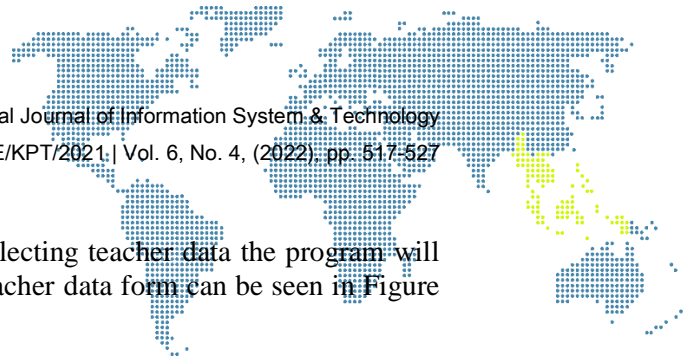 al Journal of Information System & Technology
E/KPT/2021 | Vol. 6, No. 4, (2022), pp. 517-527
lecting teacher data the program will
acher data form can be seen in Figure